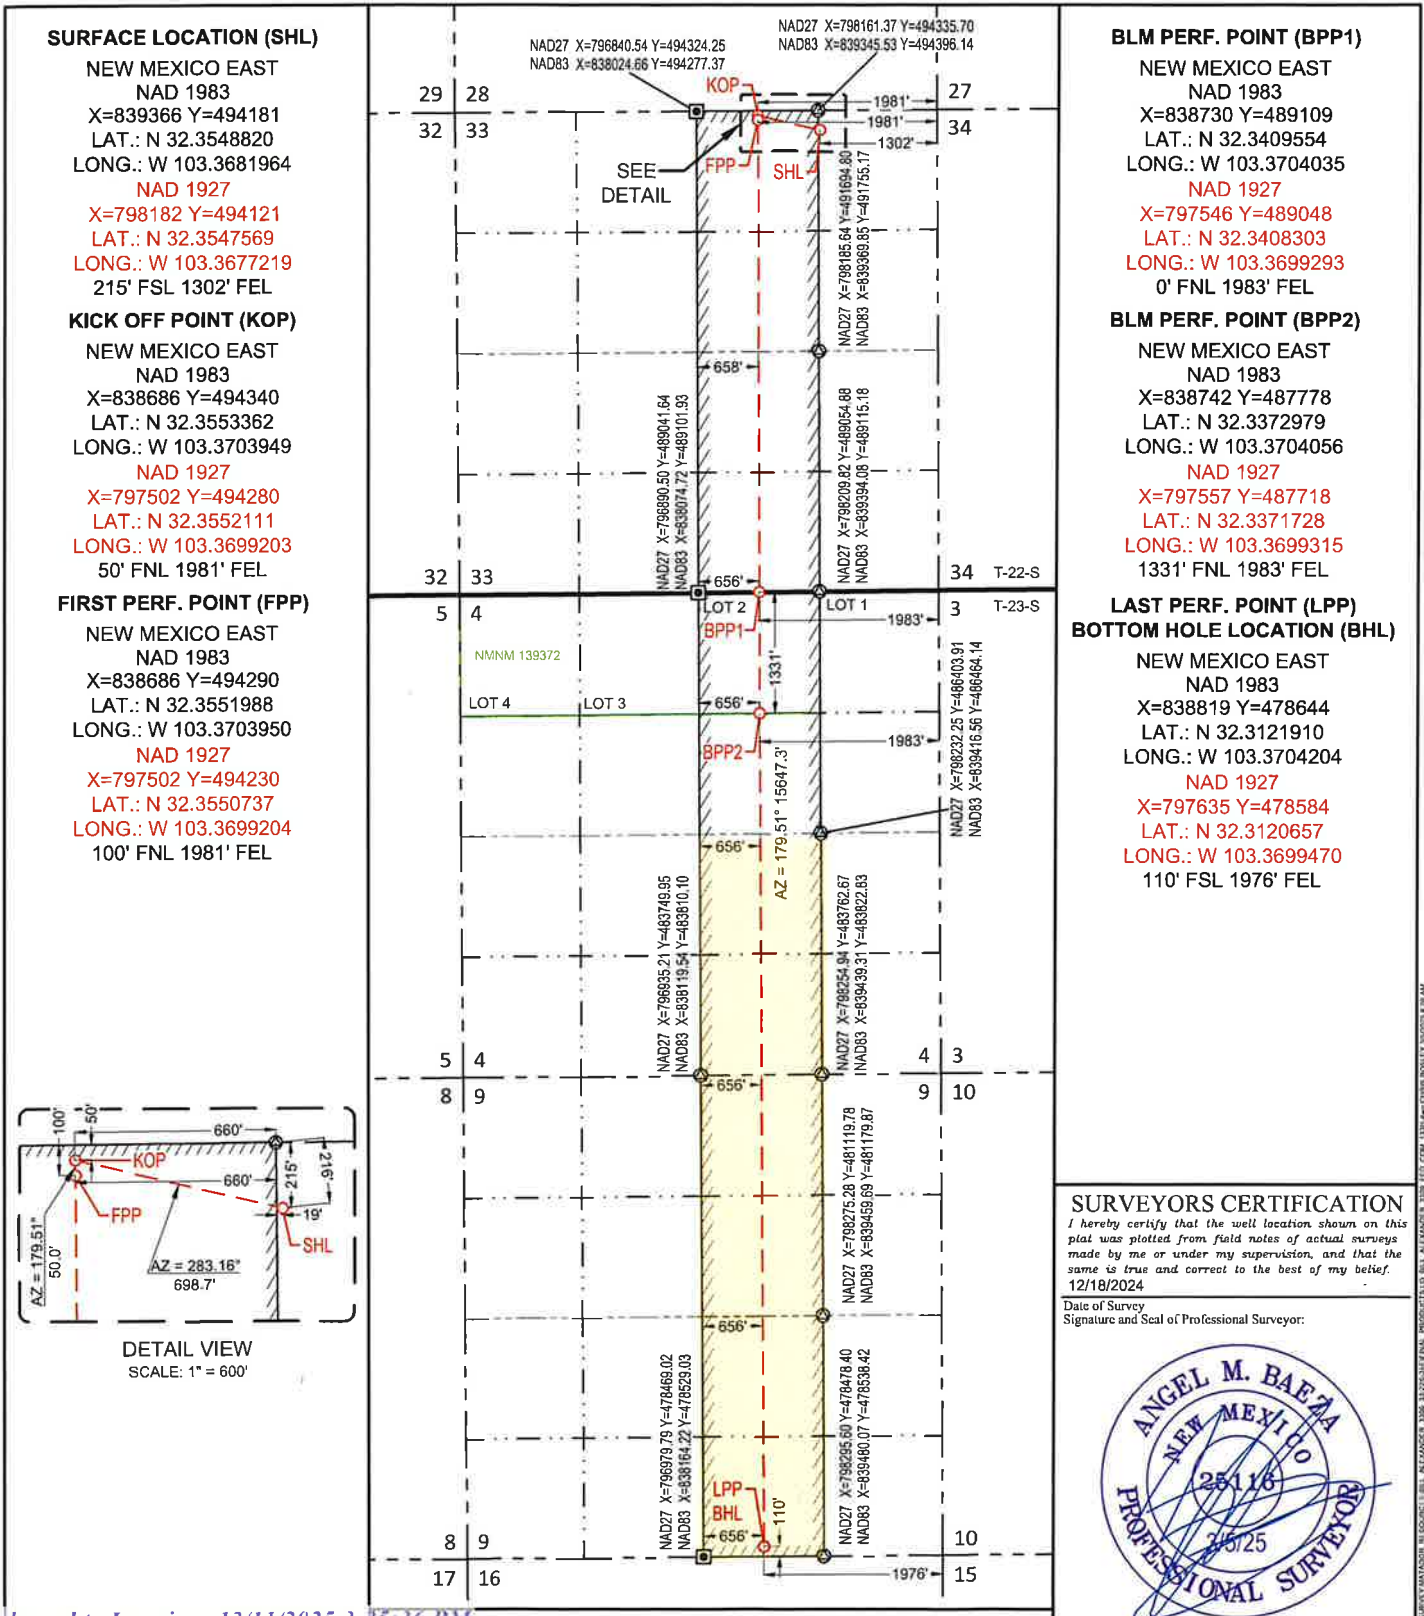 SURFACE LOCATION (SHL)
NEW MEXICO EAST
NAD 1983
X=839366 Y=494181
LAT.: N 32.3548820
LONG.: W 103.3681964
NAD 1927
X=798182 Y=494121
LAT.: N 32.3547569
LONG.: W 103.3677219
215' FSL 1302' FEL
KICK OFF POINT (KOP)
NEW MEXICO EAST
NAD 1983
X=838686 Y=494340
LAT.: N 32.3553362
LONG.: W 103.3703949
NAD 1927
X=797502 Y=494280
LAT.: N 32.3552111
LONG.: W 103.3699203
50' FNL 1981' FEL
FIRST PERF. POINT (FPP)
NEW MEXICO EAST
NAD 1983
X=838686 Y=494290
LAT.: N 32.3551988
LONG.: W 103.3703950
NAD 1927
X=797502 Y=494230
LAT.: N 32.3550737
LONG.: W 103.3699204
100' FNL 1981' FEL
100'
50'
660'
KOP
660'
215'
216'
FPP
19'
SHL
AZ = 179.51°
50.0'
AZ = 283.16°
698.7'
DETAIL VIEW
SCALE: 1" = 600'
NAD27 X=798161.37 Y=494335.70
NAD83 X=839345.53 Y=494396.14
NAD27 X=796840.54 Y=494324.25
NAD83 X=838024.66 Y=494277.37
KOP
29 28
27
1981'
32 33
1981'
34
1302'
SEE
DETAIL
FPP
SHL
NAD27 X=798185.64 Y=491694.80
NAD83 X=839369.85 Y=491755.17
658'
NAD27 X=796890.50 Y=489041.64
NAD83 X=838074.72 Y=489101.93
NAD27 X=798209.82 Y=489054.88
NAD83 X=839394.08 Y=489115.18
32 33
656'
34 T-22-S
5 4
LOT 2
LOT 1
3 T-23-S
BPP1
1983'
NMNM 139372
1331'
LOT 4
LOT 3
656'
BPP2
1983'
NAD27 X=798232.25 Y=486403.91
NAD83 X=839416.56 Y=486464.14
AZ = 179.51° 15647.3'
656'
NAD27 X=796935.21 Y=483749.95
NAD83 X=838119.54 Y=483810.10
NAD27 X=798254.94 Y=483762.67
NAD83 X=839439.31 Y=483822.83
5 4
4 3
656'
8 9
9 10
NAD27 X=798275.28 Y=481119.78
NAD83 X=839459.69 Y=481179.87
656'
NAD27 X=796979.79 Y=478469.02
NAD83 X=838164.22 Y=478529.03
NAD27 X=798295.60 Y=478478.40
NAD83 X=839480.07 Y=478538.42
LPP
BHL
110'
656'
8 9
10
1976'
17 16
15
BLM PERF. POINT (BPP1)
NEW MEXICO EAST
NAD 1983
X=838730 Y=489109
LAT.: N 32.3409554
LONG.: W 103.3704035
NAD 1927
X=797546 Y=489048
LAT.: N 32.3408303
LONG.: W 103.3699293
0' FNL 1983' FEL
BLM PERF. POINT (BPP2)
NEW MEXICO EAST
NAD 1983
X=838742 Y=487778
LAT.: N 32.3372979
LONG.: W 103.3704056
NAD 1927
X=797557 Y=487718
LAT.: N 32.3371728
LONG.: W 103.3699315
1331' FNL 1983' FEL
LAST PERF. POINT (LPP)
BOTTOM HOLE LOCATION (BHL)
NEW MEXICO EAST
NAD 1983
X=838819 Y=478644
LAT.: N 32.3121910
LONG.: W 103.3704204
NAD 1927
X=797635 Y=478584
LAT.: N 32.3120657
LONG.: W 103.3699470
110' FSL 1976' FEL
SURVEYORS CERTIFICATION
I hereby certify that the well location shown on this
plat was plotted from field notes of actual surveys
made by me or under my supervision, and that the
same is true and correct to the best of my belief.
12/18/2024
Date of Survey
Signature and Seal of Professional Surveyor:
ANGEL M. BAEZA
NEW MEXICO
25116
3/5/25
PROFESSIONAL SURVEYOR